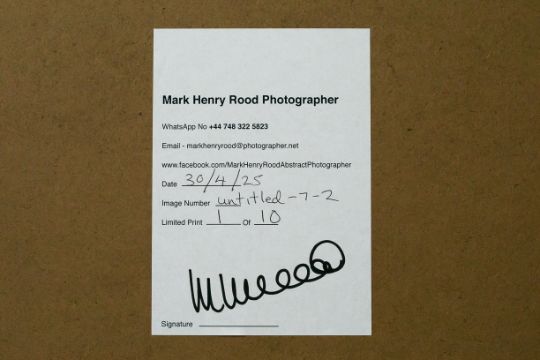 Mark Henry Rood Photographer
WhatsApp No +44 748 322 5823
Email - markhenryrood@photographer.net
www.facebook.com/MarkHenryRoodAbstractPhotographer
Date 30/4/25
Image Number untitled-7-2
Limited Print 1 Of 10
Signature